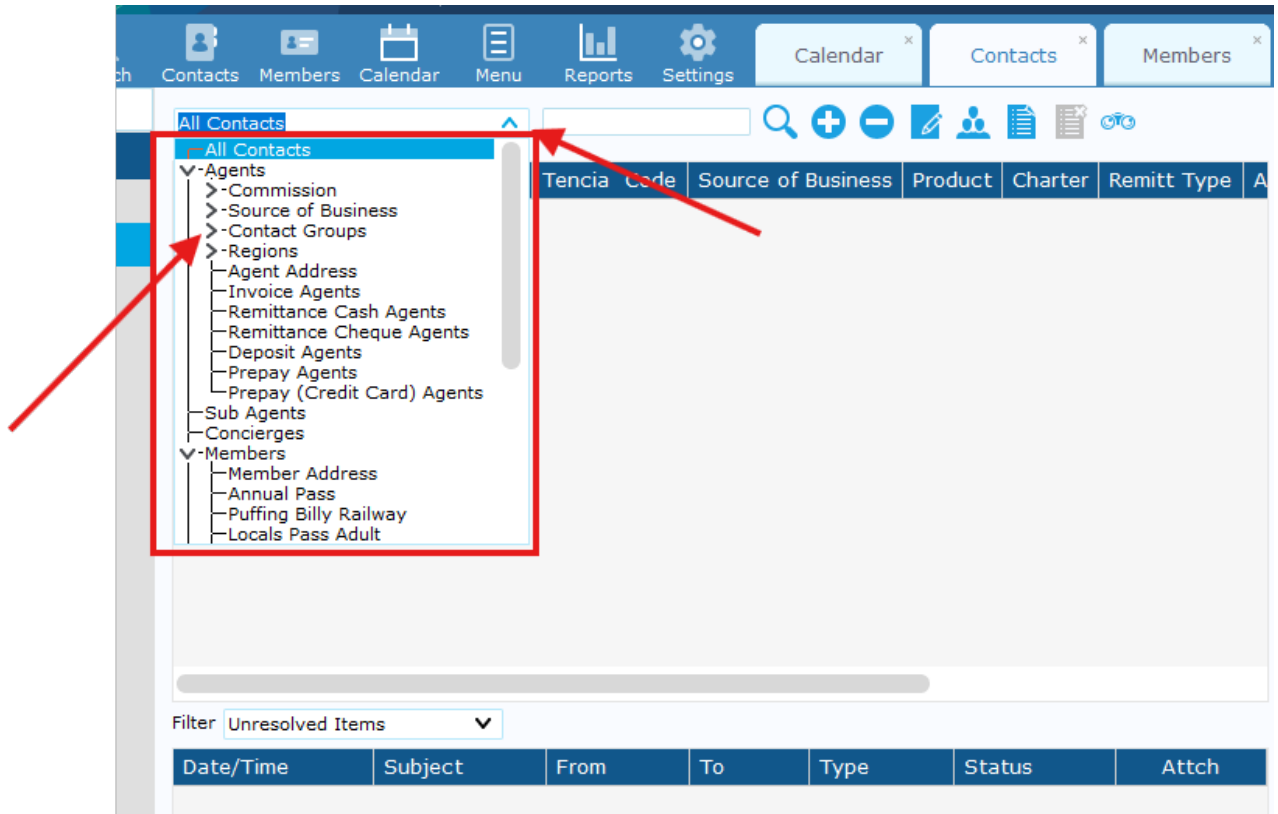 ch Contacts Members Calendar Menu Reports Settings Calendar × Contacts × Members ×
All Contacts
All Contacts
Agents
Commission
Source of Business
Contact Groups
Regions
Agent Address
Invoice Agents
Remittance Cash Agents
Remittance Cheque Agents
Deposit Agents
Prepay Agents
Prepay (Credit Card) Agents
Sub Agents
Concierges
Members
Member Address
Annual Pass
Puffing Billy Railway
Locals Pass Adult
Tencia Code Source of Business Product Charter Remitt Type A
Filter Unresolved Items
Date/Time Subject From To Type Status Attch